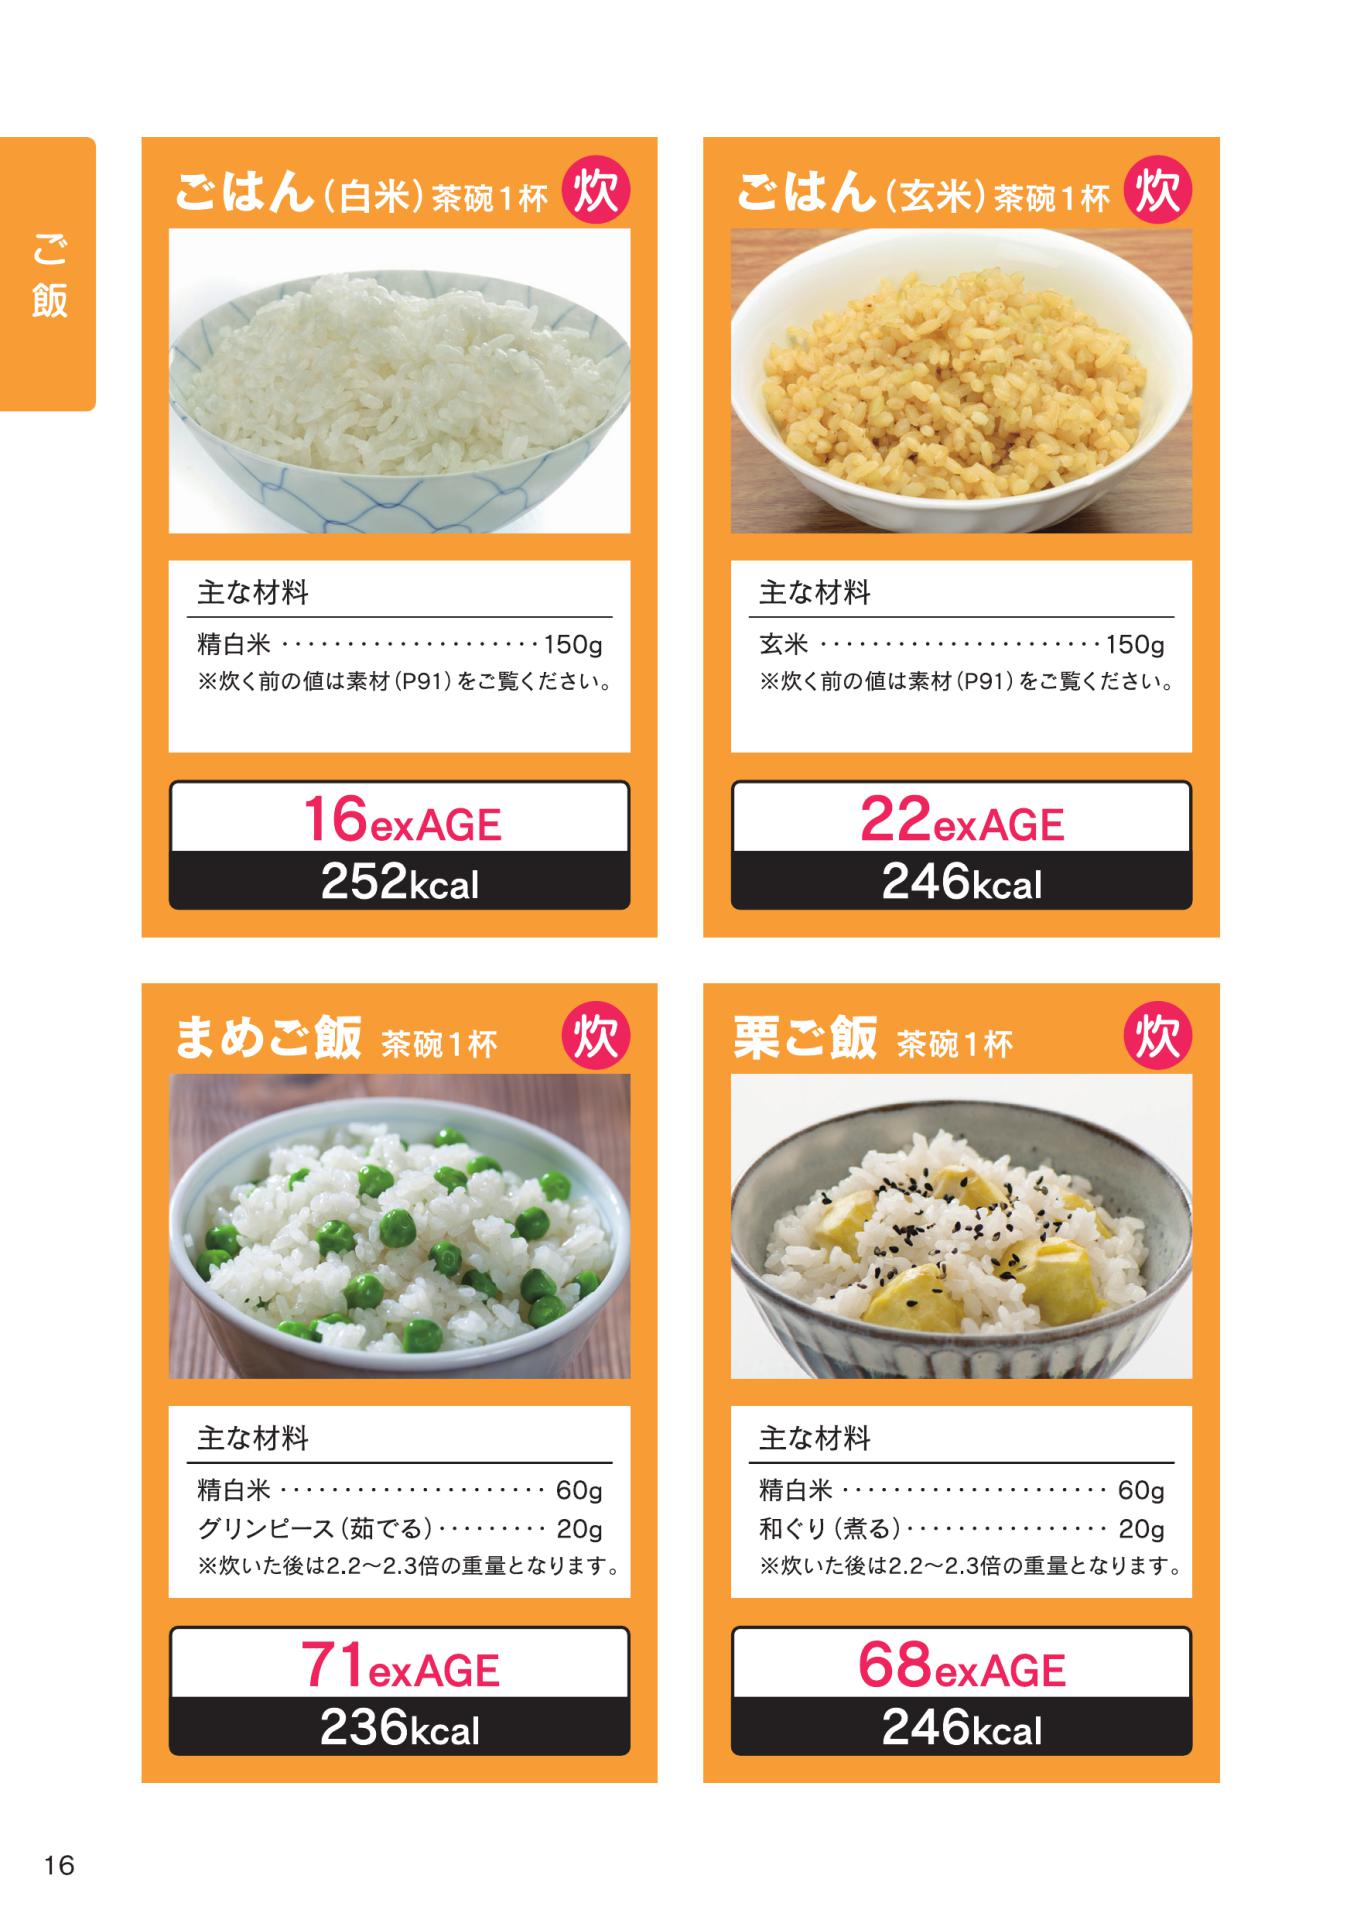 ご飯
ごはん（白米）茶碗1杯 炊
主な材料
精白米 ････････････････････150g
※炊く前の値は素材（P91）をご覧ください。
16exAGE
252kcal
ごはん（玄米）茶碗1杯 炊
主な材料
玄米 ･･････････････････････150g
※炊く前の値は素材（P91）をご覧ください。
22exAGE
246kcal
まめご飯 茶碗1杯 炊
主な材料
精白米 ･････････････････････ 60g
グリンピース（茹でる）･････････ 20g
※炊いた後は2.2〜2.3倍の重量となります。
71exAGE
236kcal
栗ご飯 茶碗1杯 炊
主な材料
精白米 ･････････････････････ 60g
和ぐり（煮る）････････････････ 20g
※炊いた後は2.2〜2.3倍の重量となります。
68exAGE
246kcal
16